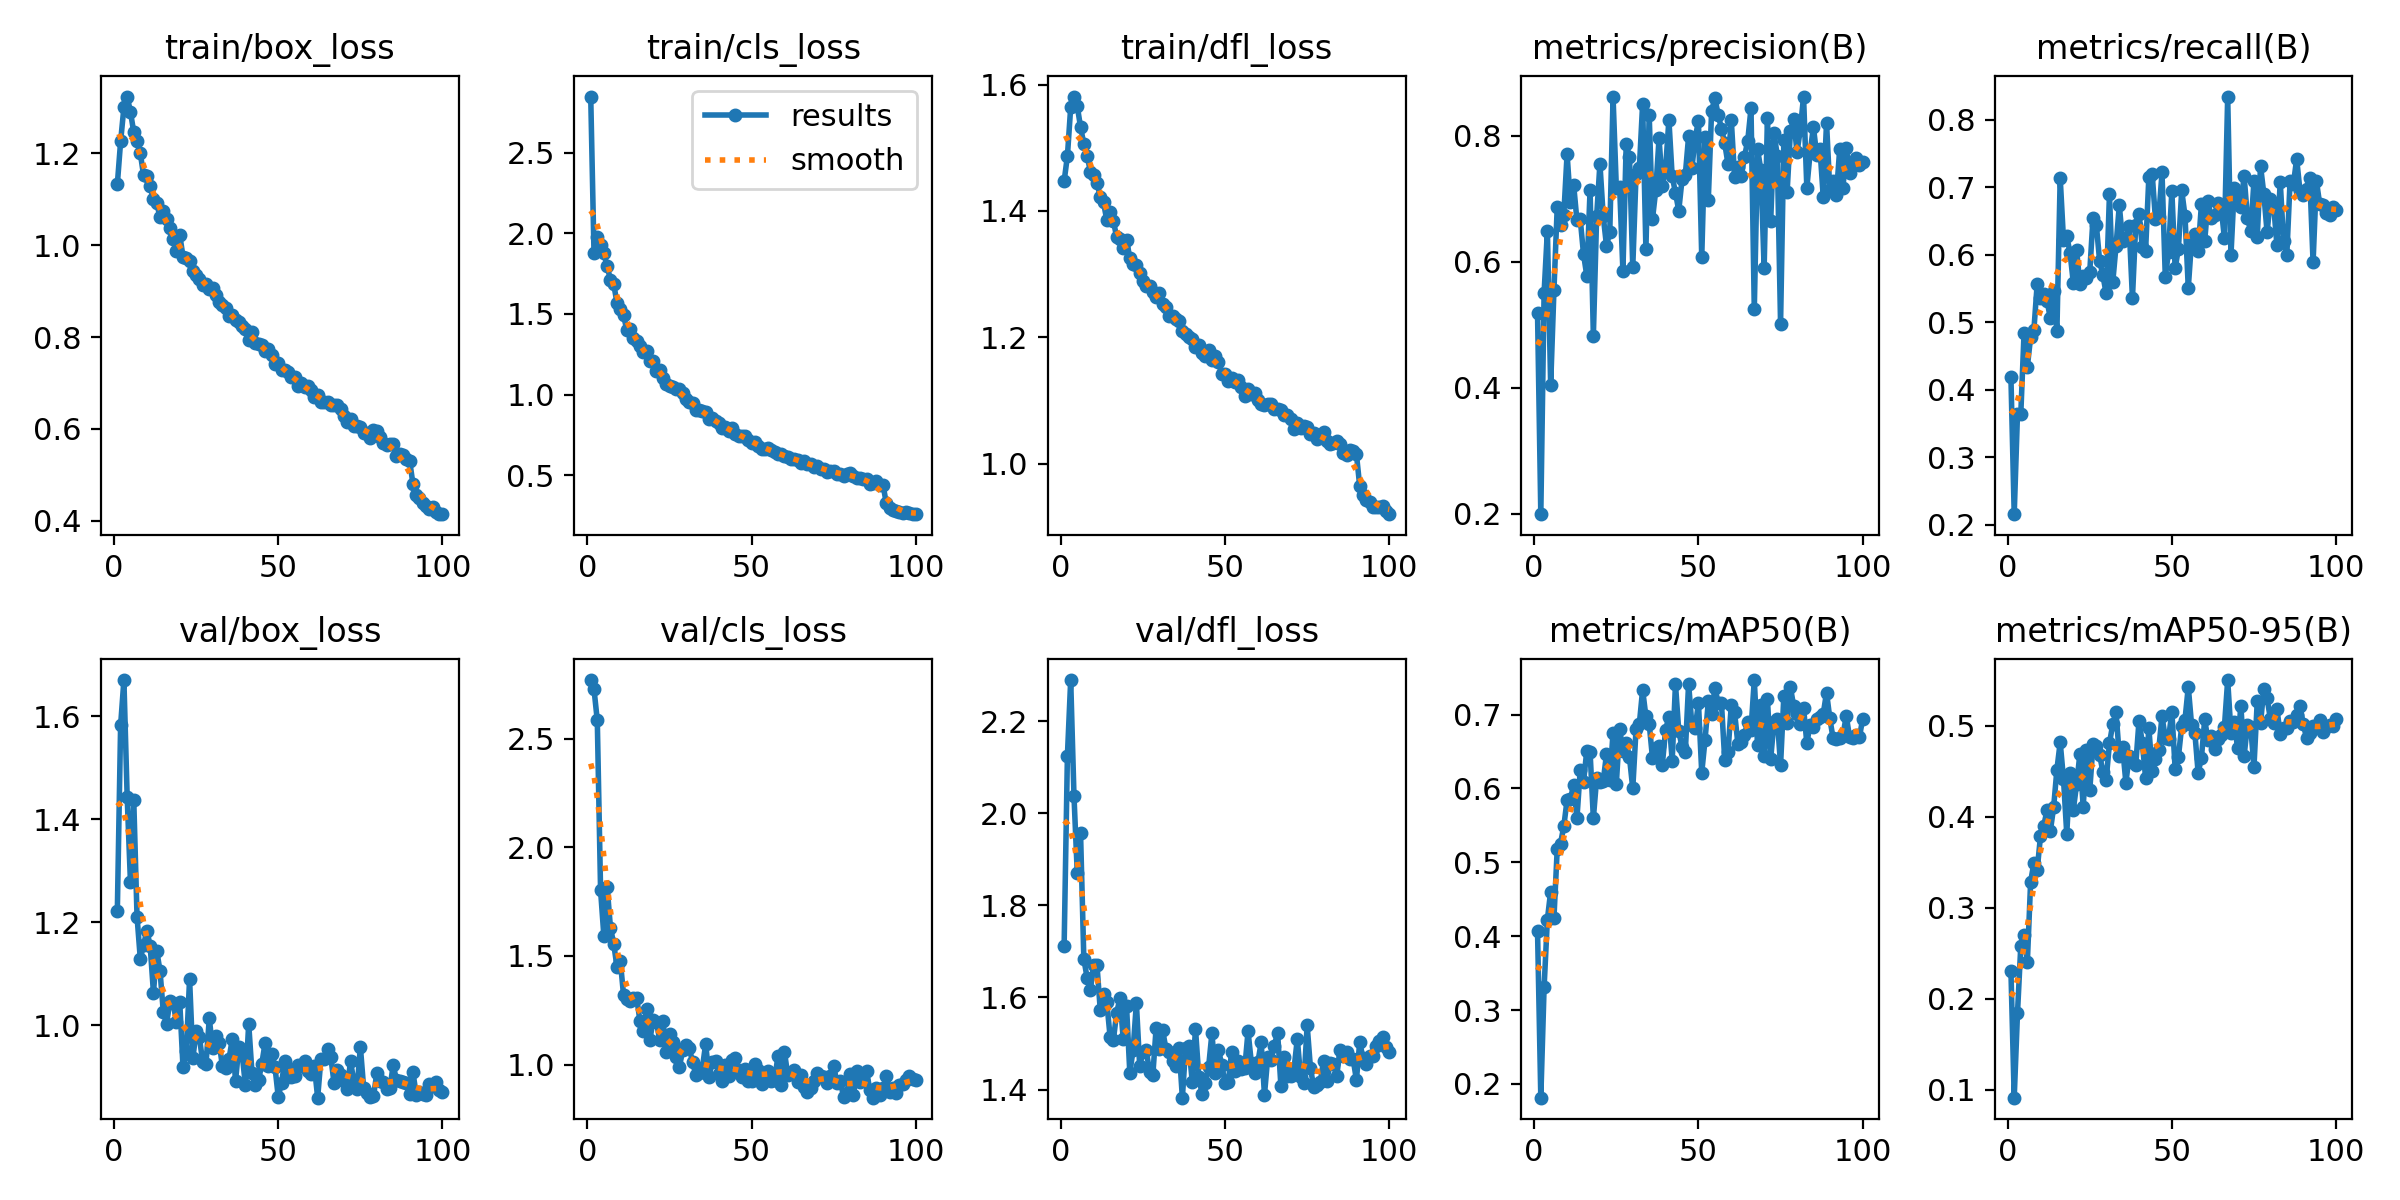 train/box_loss
train/cls_loss
train/dfl_loss
metrics/precision(B)
metrics/recall(B)
results
smooth
1.2
1.0
0.8
0.6
0.4
0 50 100
2.5
2.0
1.5
1.0
0.5
0 50 100
1.6
1.4
1.2
1.0
0 50 100
0.8
0.6
0.4
0.2
0 50 100
0.8
0.7
0.6
0.5
0.4
0.3
0.2
0 50 100
val/box_loss
val/cls_loss
val/dfl_loss
metrics/mAP50(B)
metrics/mAP50-95(B)
1.6
1.4
1.2
1.0
0 50 100
2.5
2.0
1.5
1.0
0 50 100
2.2
2.0
1.8
1.6
1.4
0 50 100
0.7
0.6
0.5
0.4
0.3
0.2
0 50 100
0.5
0.4
0.3
0.2
0.1
0 50 100